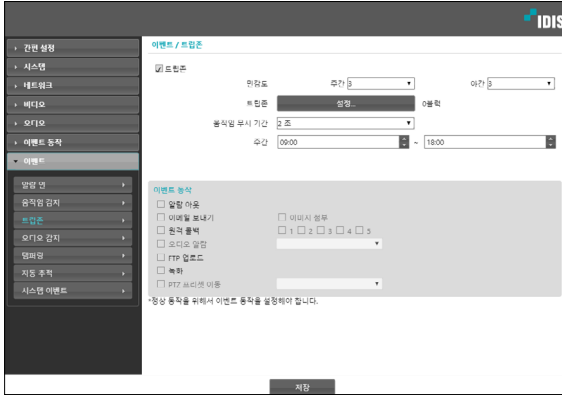 IDIS
간편 설정
시스템
네트워크
비디오
오디오
이벤트 동작
이벤트
알람 인
움직임 감지
트립존
오디오 감지
탬퍼링
자동 추적
시스템 이벤트
이벤트 / 트립존
트립존
민감도 주간 3 야간 3
트립존 설정.. 0블럭
움직임 무시 기간 2 초
주간 09:00 ~ 18:00
이벤트 동작
알람 아웃
이메일 보내기 이미지 첨부
원격 콜백 1 2 3 4 5
오디오 알람
FTP 업로드
녹화
PTZ 프리셋 이동
*정상 동작을 위해서 이벤트 동작을 설정해야 합니다.
저장